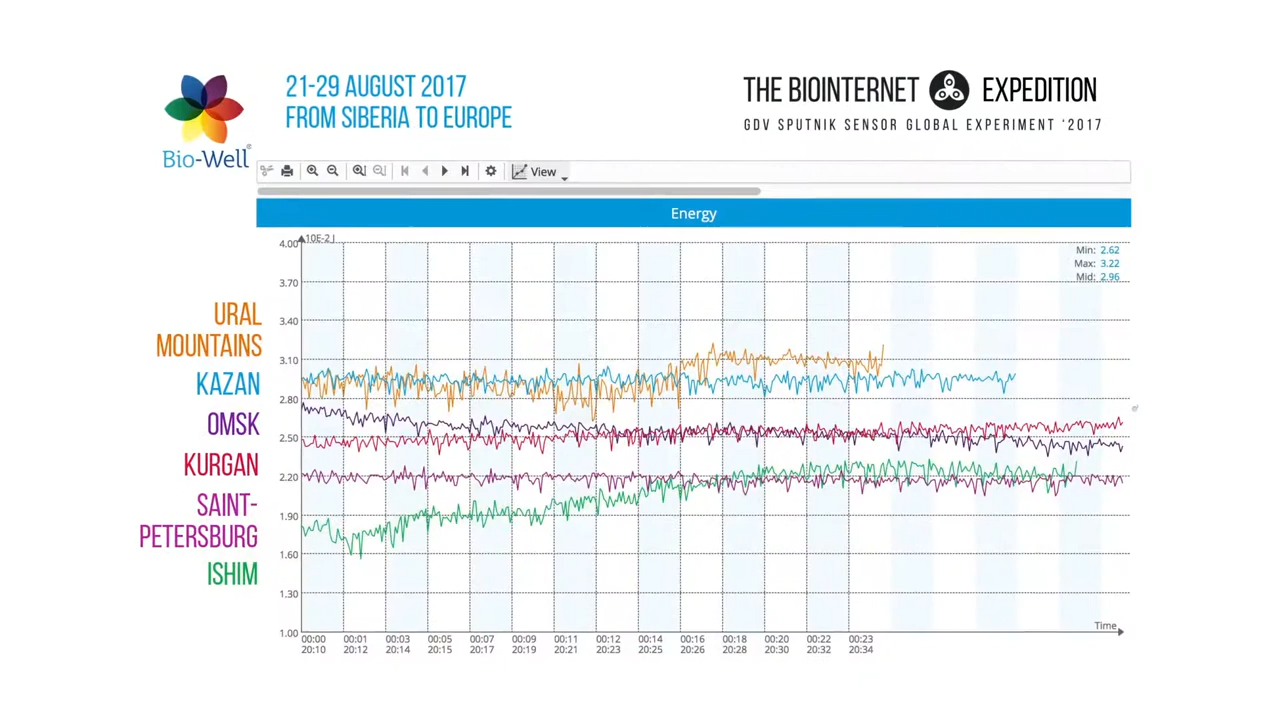 21-29 AUGUST 2017
FROM SIBERIA TO EUROPE
THE BIOINTERNET EXPEDITION
GDV SPUTNIK SENSOR GLOBAL EXPERIMENT '2017
Bio-Well®
View
Energy
10E-2 J
Min: 2.62
Max: 3.22
Mid: 2.96
4.00
3.70
3.40
3.10
2.80
2.50
2.20
1.90
1.60
1.30
1.00
URAL
MOUNTAINS
KAZAN
OMSK
KURGAN
SAINT-
PETERSBURG
ISHIM
Time
00:00 00:01 00:03 00:05 00:07 00:09 00:11 00:12 00:14 00:16 00:18 00:20 00:22 00:23
20:10 20:12 20:14 20:15 20:17 20:19 20:21 20:23 20:25 20:26 20:28 20:30 20:32 20:34